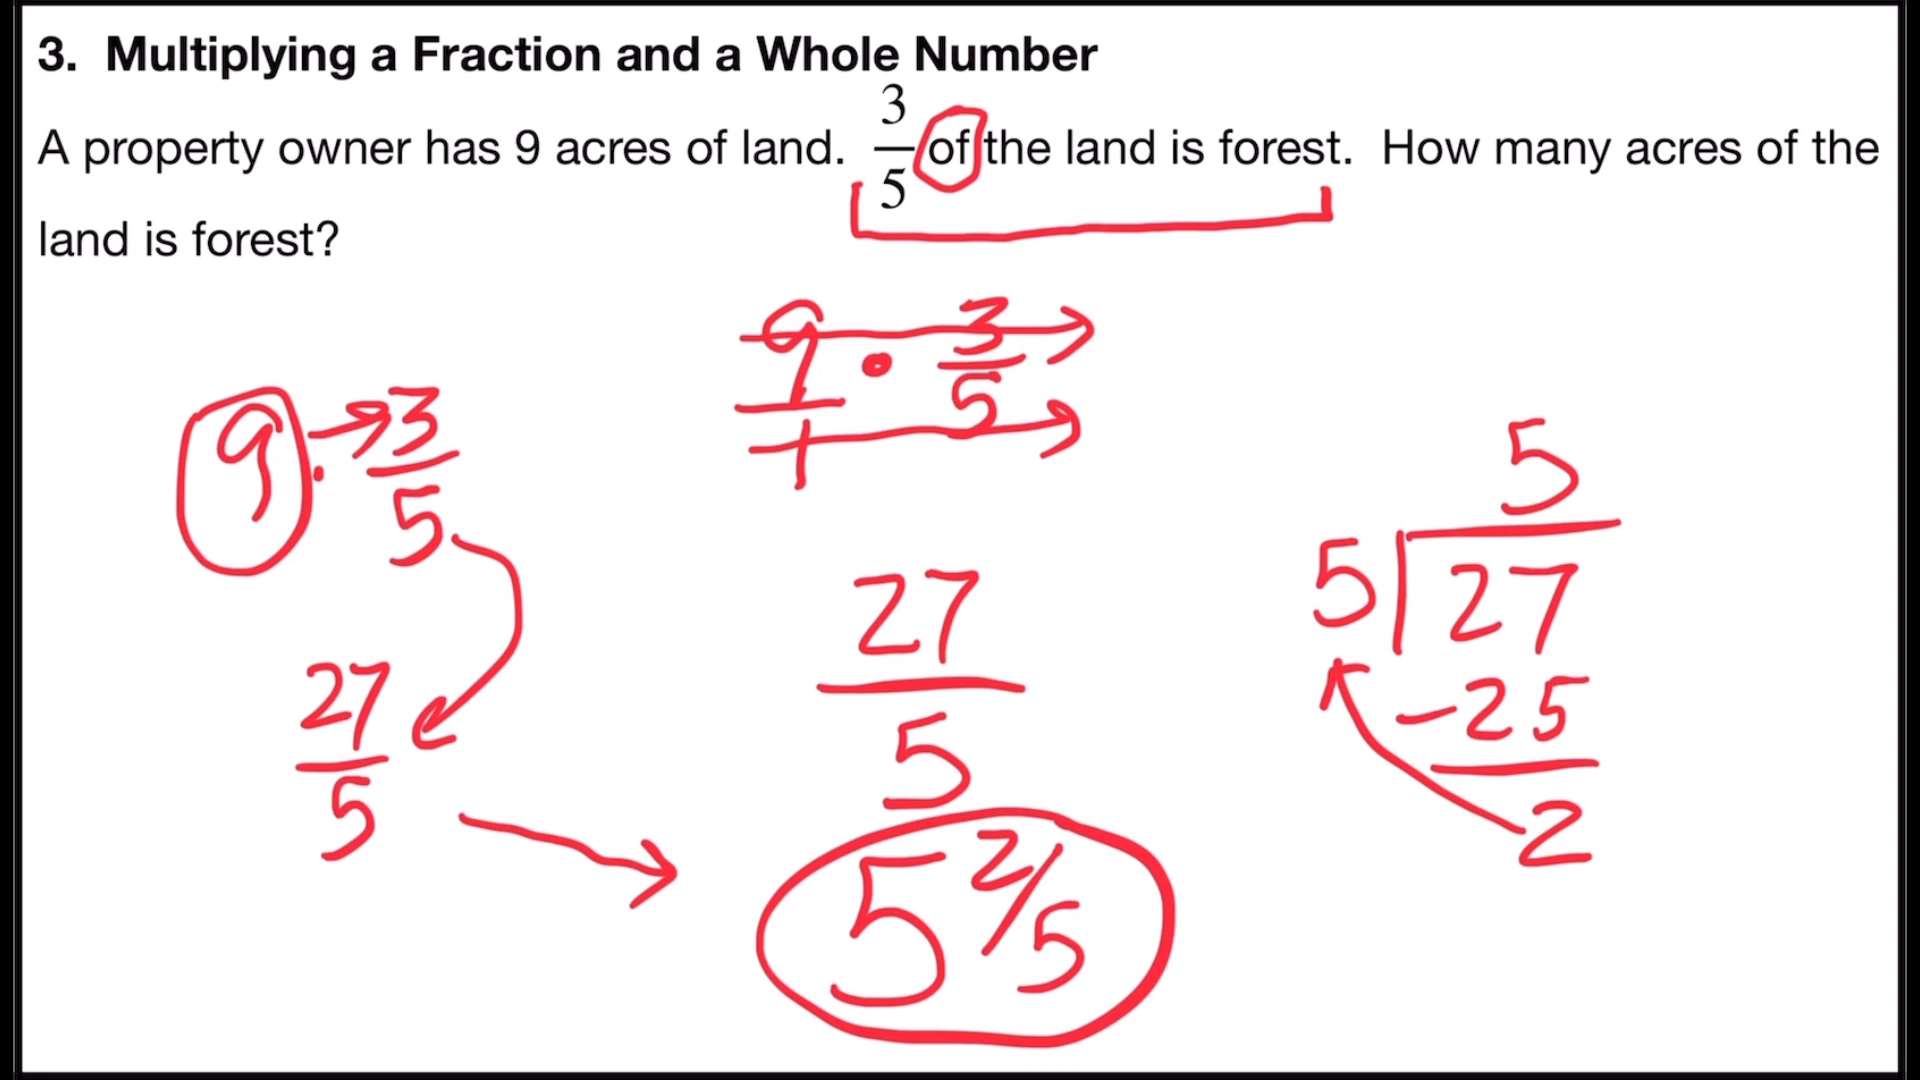 3. Multiplying a Fraction and a Whole Number
A property owner has 9 acres of land. 3/5 of the land is forest. How many acres of the
land is forest?
9/1 • 3/5
9 · 3/5
27/5
27/5
5 2/5
5
5 27
-25
2